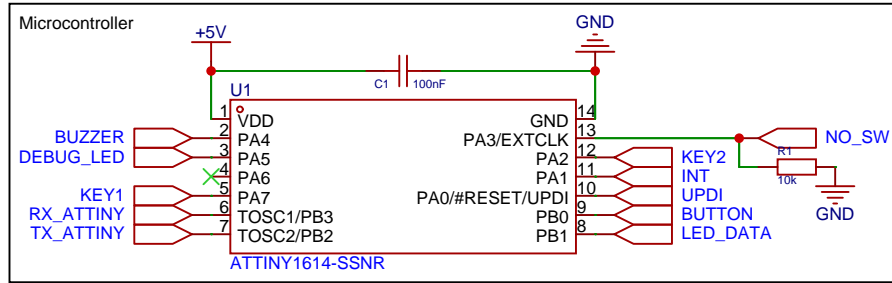 Microcontroller
+5V
GND
C1 100nF
U1
1 VDD
GND 14
BUZZER 2 PA4
PA3/EXTCLK 13 NO_SW
DEBUG_LED 3 PA5
PA2 12 KEY2
R1
10k
GND
4 PA6
PA1 11 INT
KEY1 5 PA7
PA0/#RESET/UPDI 10 UPDI
RX_ATTINY 6 TOSC1/PB3
PB0 9 BUTTON
TX_ATTINY 7 TOSC2/PB2
PB1 8 LED_DATA
ATTINY1614-SSNR